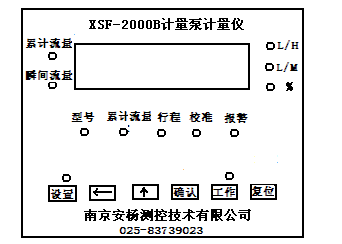 XSF-2000B计量泵计量仪
累计流量
L/H
瞬间流量
L/M
%
型号 累计流量 行程 校准 报警
设置 ← ↑ 确认 工作 复位
南京安杨测控技术有限公司
025-83739023